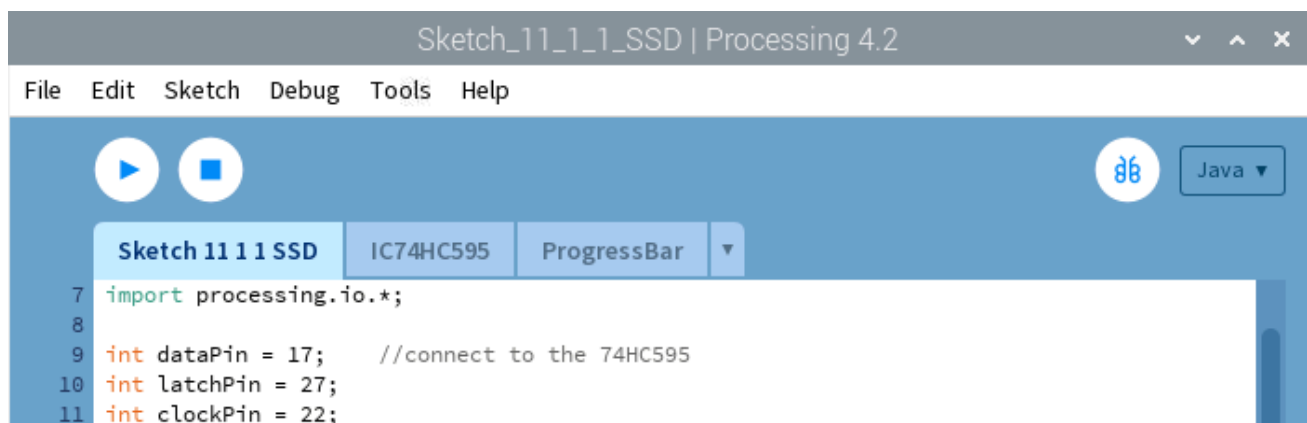 Sketch_11_1_1_SSD | Processing 4.2
File Edit Sketch Debug Tools Help
Java ▾
Sketch 11 1 1 SSD IC74HC595 ProgressBar ▾
7 import processing.io.*;
8
9 int dataPin = 17;    //connect to the 74HC595
10 int latchPin = 27;
11 int clockPin = 22;